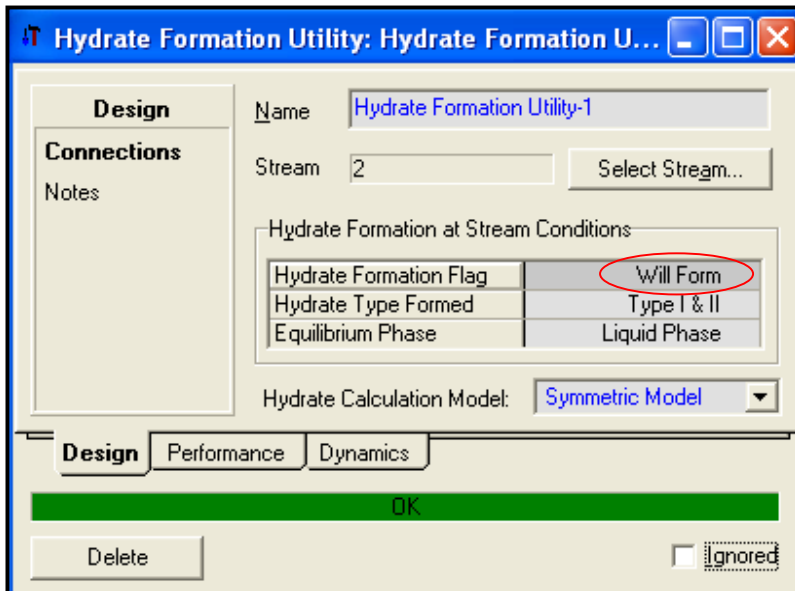 Hydrate Formation Utility: Hydrate Formation U...
Design
Connections
Notes
Name Hydrate Formation Utility-1
Stream 2 Select Stream...
Hydrate Formation at Stream Conditions
Hydrate Formation Flag Will Form
Hydrate Type Formed Type I & II
Equilibrium Phase Liquid Phase
Hydrate Calculation Model: Symmetric Model
Design Performance Dynamics
OK
Delete Ignored